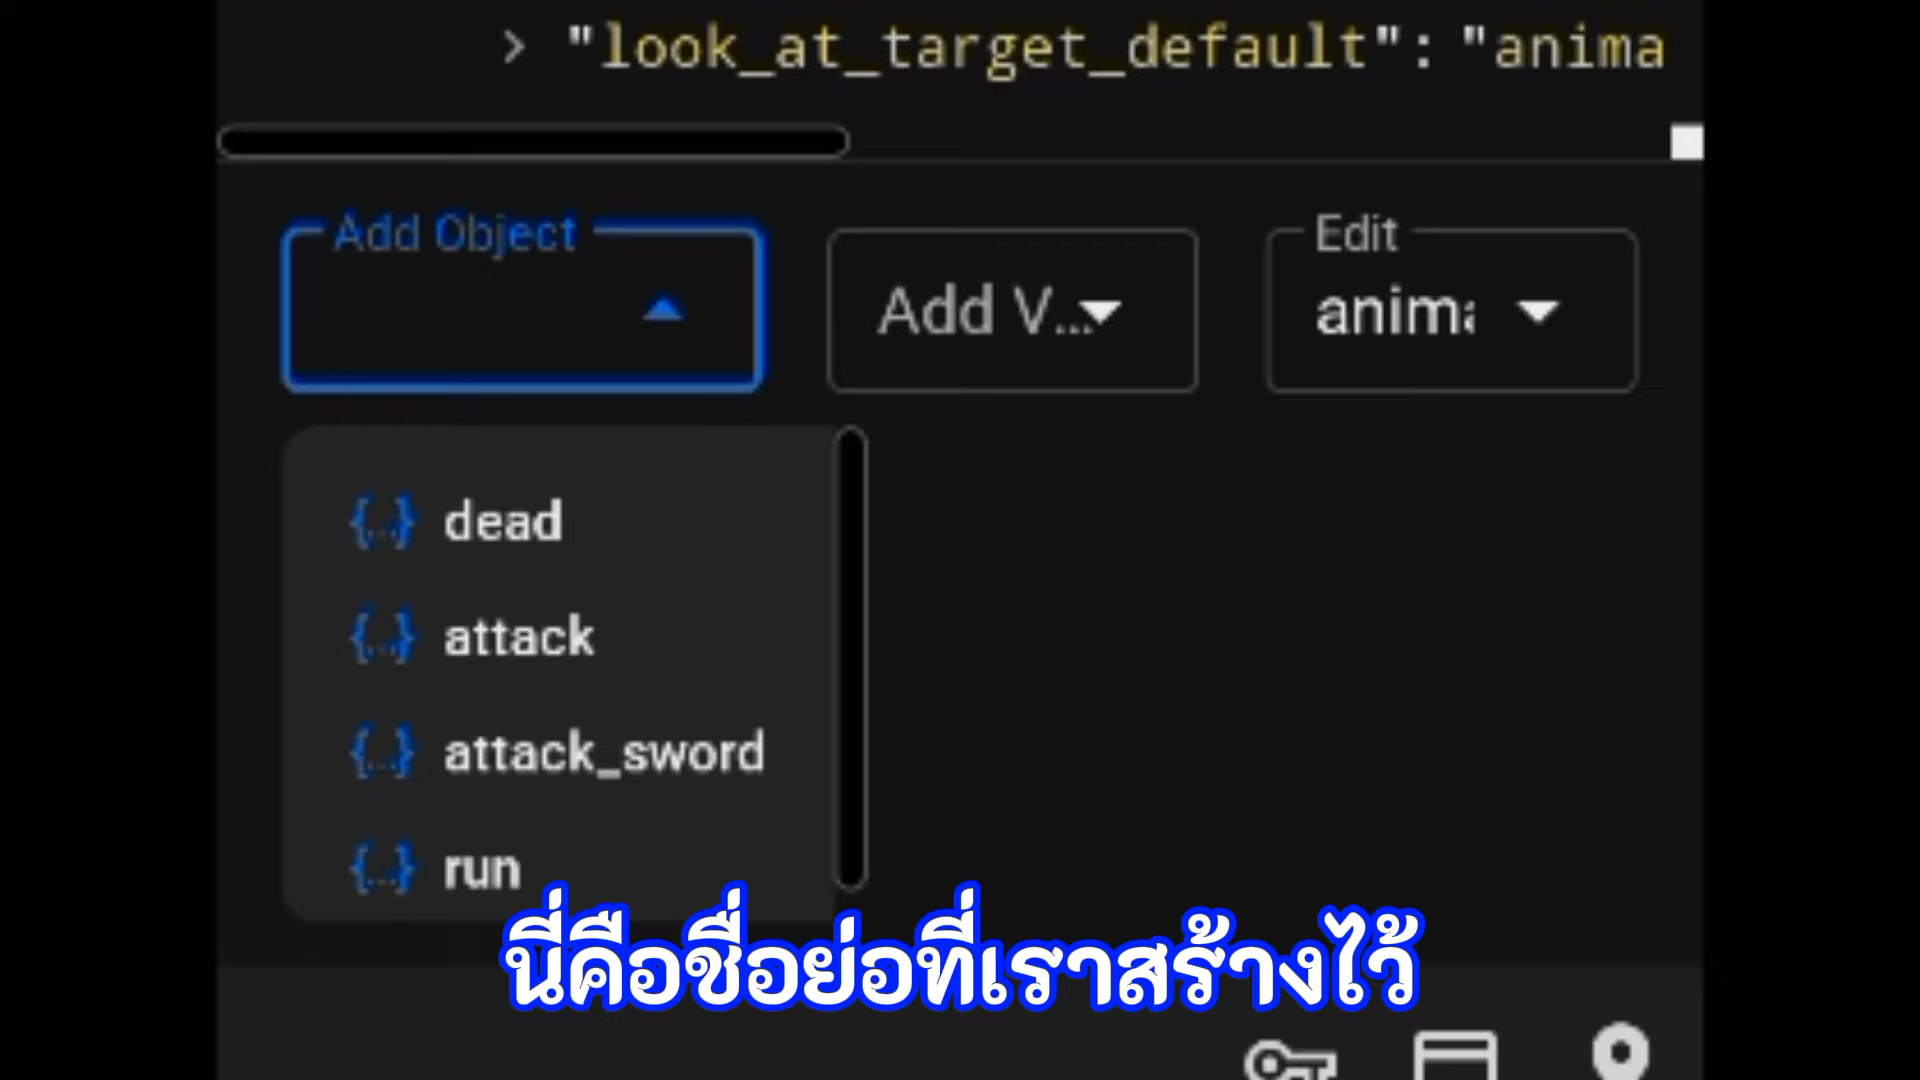 > "look_at_target_default": "anima
Add Object
Add V...
Edit
anima
{...} dead
{...} attack
{...} attack_sword
{...} run
นี่คือชื่อย่อที่เราสร้างไว้